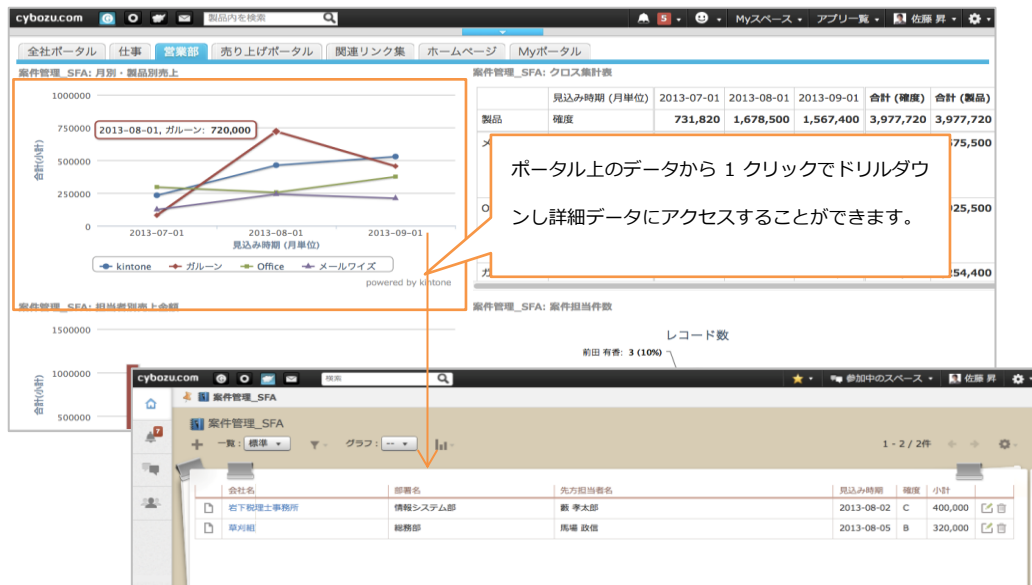 cybozu.com
製品内を検索
5
Myスペース
アプリ一覧
佐藤 昇
全社ポータル
仕事
営業部
売り上げポータル
関連リンク集
ホームページ
Myポータル
案件管理_SFA: 月別・製品別売上
1000000
750000
500000
250000
0
合計(小計)
2013-08-01, ガルーン: 720,000
2013-07-01
2013-08-01
2013-09-01
見込み時期 (月単位)
kintone
ガルーン
Office
メールワイズ
powered by kintone
案件管理_SFA: クロス集計表
見込み時期 (月単位) 2013-07-01 2013-08-01 2013-09-01 合計 (確度) 合計 (製品)
製品 確度 731,820 1,678,500 1,567,400 3,977,720 3,977,720
575,500
925,500
254,400
ポータル上のデータから 1 クリックでドリルダウ
ンし詳細データにアクセスすることができます。
案件管理_SFA: 担当者別売上金額
1500000
1000000
500000
合計(小計)
案件管理_SFA: 案件担当件数
レコード数
前田 有香: 3 (10%)
cybozu.com
検索
参加中のスペース
佐藤 昇
7
案件管理_SFA
案件管理_SFA
一覧: 標準
グラフ: --
1 - 2 / 2件
会社名 部署名 先方担当者名 見込み時期 確度 小計
岩下税理士事務所 情報システム部 藪 孝太郎 2013-08-02 C 400,000
草刈組 総務部 馬場 政信 2013-08-05 B 320,000